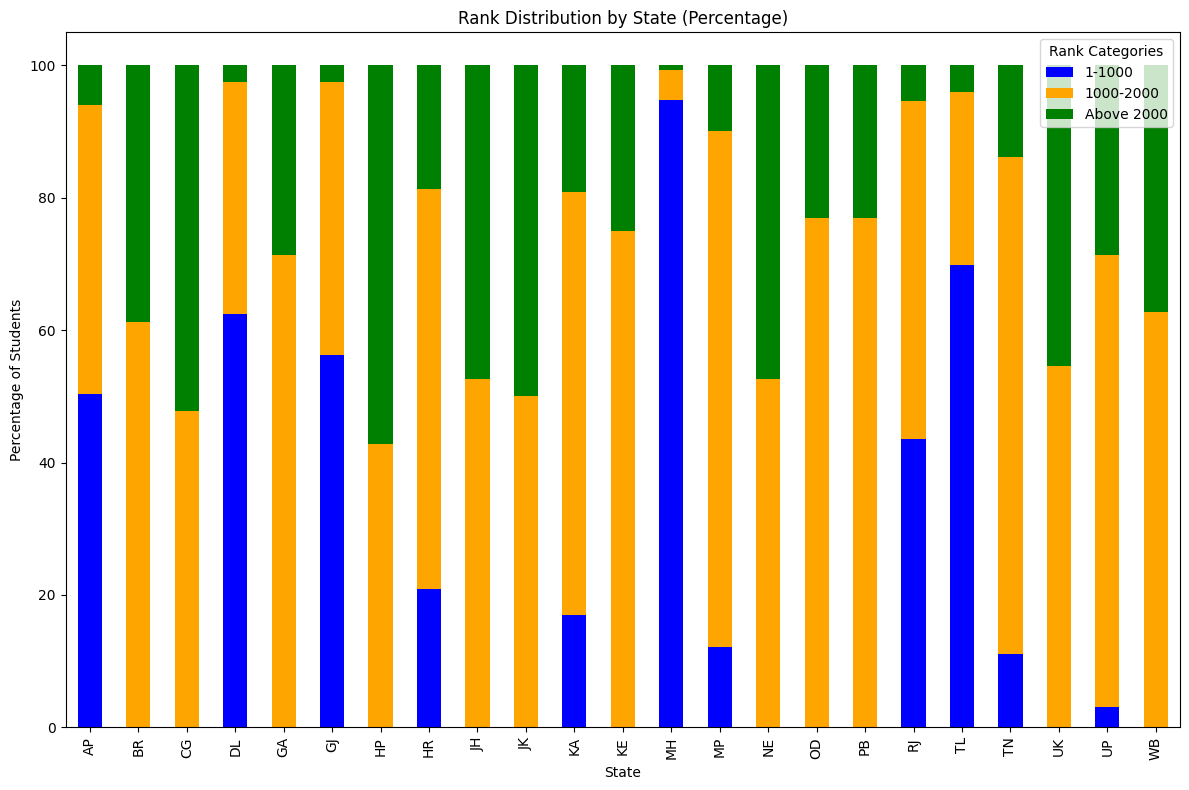 Rank Distribution by State (Percentage)
Rank Categories
1-1000
1000-2000
Above 2000
Percentage of Students
100
80
60
40
20
0
AP BR CG DL GA GJ HP HR JH JK KA KE MH MP NE OD PB RJ TL TN UK UP WB
State